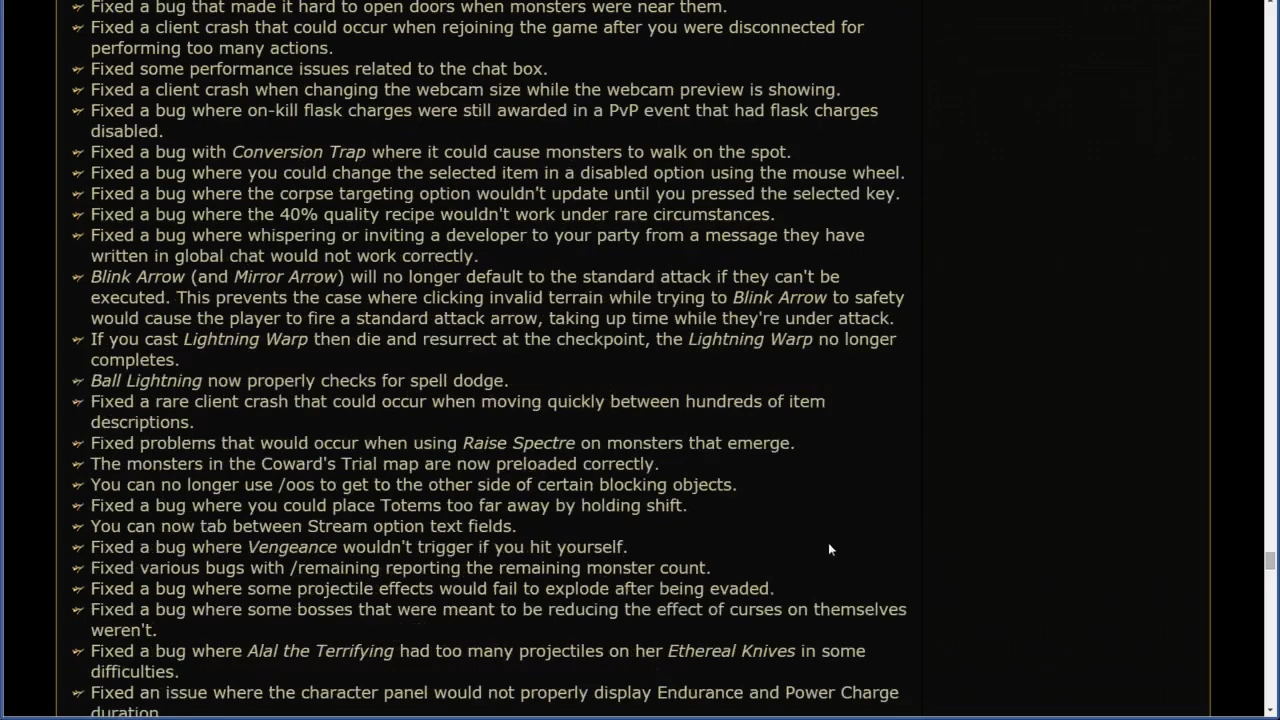 Fixed a bug that made it hard to open doors when monsters were near them.
Fixed a client crash that could occur when rejoining the game after you were disconnected for
performing too many actions.
Fixed some performance issues related to the chat box.
Fixed a client crash when changing the webcam size while the webcam preview is showing.
Fixed a bug where on-kill flask charges were still awarded in a PvP event that had flask charges
disabled.
Fixed a bug with Conversion Trap where it could cause monsters to walk on the spot.
Fixed a bug where you could change the selected item in a disabled option using the mouse wheel.
Fixed a bug where the corpse targeting option wouldn't update until you pressed the selected key.
Fixed a bug where the 40% quality recipe wouldn't work under rare circumstances.
Fixed a bug where whispering or inviting a developer to your party from a message they have
written in global chat would not work correctly.
Blink Arrow (and Mirror Arrow) will no longer default to the standard attack if they can't be
executed. This prevents the case where clicking invalid terrain while trying to Blink Arrow to safety
would cause the player to fire a standard attack arrow, taking up time while they're under attack.
If you cast Lightning Warp then die and resurrect at the checkpoint, the Lightning Warp no longer
completes.
Ball Lightning now properly checks for spell dodge.
Fixed a rare client crash that could occur when moving quickly between hundreds of item
descriptions.
Fixed problems that would occur when using Raise Spectre on monsters that emerge.
The monsters in the Coward's Trial map are now preloaded correctly.
You can no longer use /oos to get to the other side of certain blocking objects.
Fixed a bug where you could place Totems too far away by holding shift.
You can now tab between Stream option text fields.
Fixed a bug where Vengeance wouldn't trigger if you hit yourself.
Fixed various bugs with /remaining reporting the remaining monster count.
Fixed a bug where some projectile effects would fail to explode after being evaded.
Fixed a bug where some bosses that were meant to be reducing the effect of curses on themselves
weren't.
Fixed a bug where Alal the Terrifying had too many projectiles on her Ethereal Knives in some
difficulties.
Fixed an issue where the character panel would not properly display Endurance and Power Charge
duration.